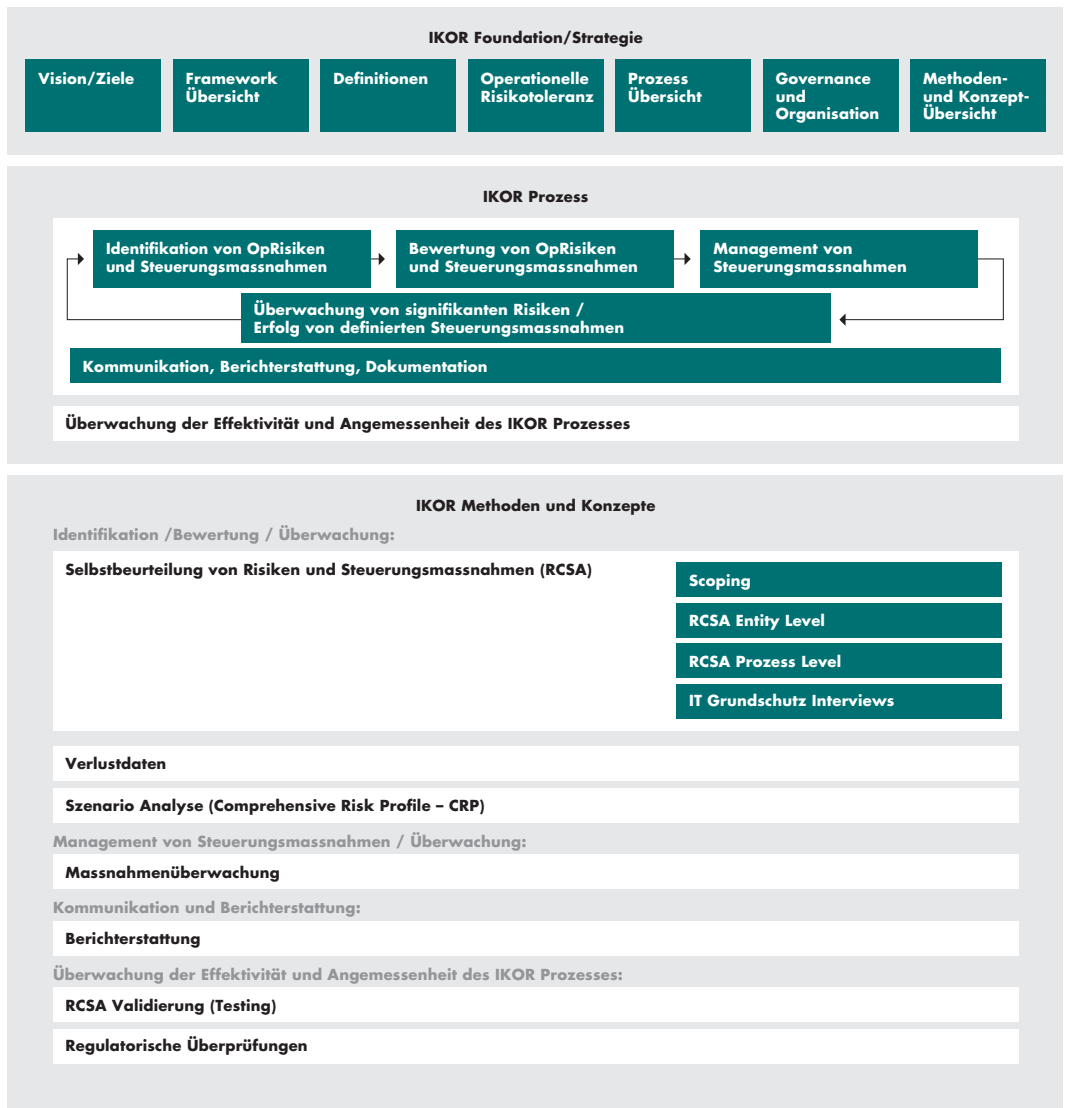 IKOR Foundation/Strategie
Vision/Ziele
Framework
Übersicht
Definitionen
Operationelle
Risikotoleranz
Prozess
Übersicht
Governance
und
Organisation
Methoden-
und Konzept-
Übersicht
IKOR Prozess
Identifikation von OpRisiken
und Steuerungsmassnahmen
Bewertung von OpRisiken
und Steuerungsmassnahmen
Management von
Steuerungsmassnahmen
Überwachung von signifikanten Risiken /
Erfolg von definierten Steuerungsmassnahmen
Kommunikation, Berichterstattung, Dokumentation
Überwachung der Effektivität und Angemessenheit des IKOR Prozesses
IKOR Methoden und Konzepte
Identifikation /Bewertung / Überwachung:
Selbstbeurteilung von Risiken und Steuerungsmassnahmen (RCSA)
Scoping
RCSA Entity Level
RCSA Prozess Level
IT Grundschutz Interviews
Verlustdaten
Szenario Analyse (Comprehensive Risk Profile – CRP)
Management von Steuerungsmassnahmen / Überwachung:
Massnahmenüberwachung
Kommunikation und Berichterstattung:
Berichterstattung
Überwachung der Effektivität und Angemessenheit des IKOR Prozesses:
RCSA Validierung (Testing)
Regulatorische Überprüfungen